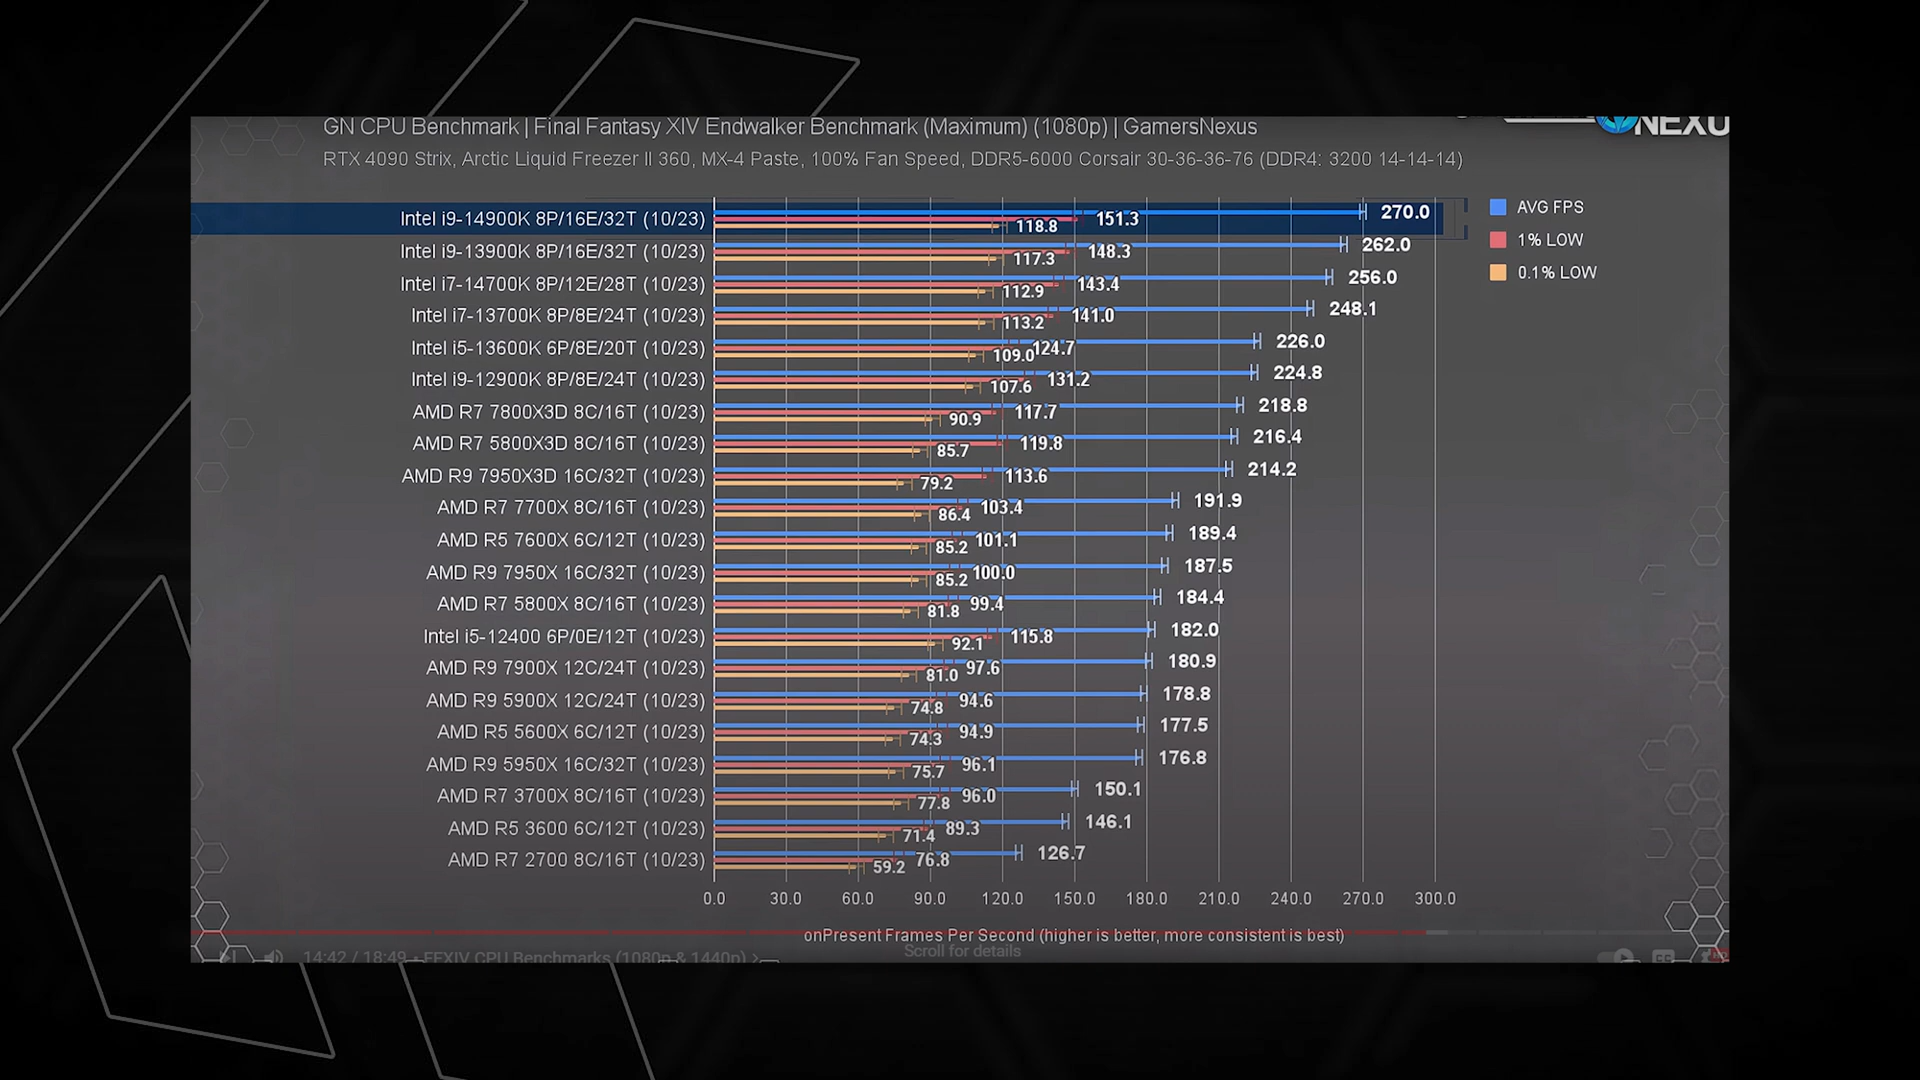 GN CPU Benchmark | Final Fantasy XIV Endwalker Benchmark (Maximum) (1080p) | GamersNexus
NEXU
RTX 4090 Strix, Arctic Liquid Freezer II 360, MX-4 Paste, 100% Fan Speed, DDR5-6000 Corsair 30-36-36-76 (DDR4: 3200 14-14-14)
AVG FPS
1% LOW
0.1% LOW
Intel i9-14900K 8P/16E/32T (10/23) 118.8 151.3 270.0
Intel i9-13900K 8P/16E/32T (10/23) 117.3 148.3 262.0
Intel i7-14700K 8P/12E/28T (10/23) 112.9 143.4 256.0
Intel i7-13700K 8P/8E/24T (10/23) 113.2 141.0 248.1
Intel i5-13600K 6P/8E/20T (10/23) 109.0 124.7 226.0
Intel i9-12900K 8P/8E/24T (10/23) 107.6 131.2 224.8
AMD R7 7800X3D 8C/16T (10/23) 90.9 117.7 218.8
AMD R7 5800X3D 8C/16T (10/23) 85.7 119.8 216.4
AMD R9 7950X3D 16C/32T (10/23) 79.2 113.6 214.2
AMD R7 7700X 8C/16T (10/23) 86.4 103.4 191.9
AMD R5 7600X 6C/12T (10/23) 85.2 101.1 189.4
AMD R9 7950X 16C/32T (10/23) 85.2 100.0 187.5
AMD R7 5800X 8C/16T (10/23) 81.8 99.4 184.4
Intel i5-12400 6P/0E/12T (10/23) 92.1 115.8 182.0
AMD R9 7900X 12C/24T (10/23) 81.0 97.6 180.9
AMD R9 5900X 12C/24T (10/23) 74.8 94.6 178.8
AMD R5 5600X 6C/12T (10/23) 74.3 94.9 177.5
AMD R9 5950X 16C/32T (10/23) 75.7 96.1 176.8
AMD R7 3700X 8C/16T (10/23) 77.8 96.0 150.1
AMD R5 3600 6C/12T (10/23) 71.4 89.3 146.1
AMD R7 2700 8C/16T (10/23) 59.2 76.8 126.7
0.0 30.0 60.0 90.0 120.0 150.0 180.0 210.0 240.0 270.0 300.0
onPresent Frames Per Second (higher is better, more consistent is best)
Scroll for details
14:42 / 18:49 • FFXIV CPU Benchmarks (1080p & 1440p) >